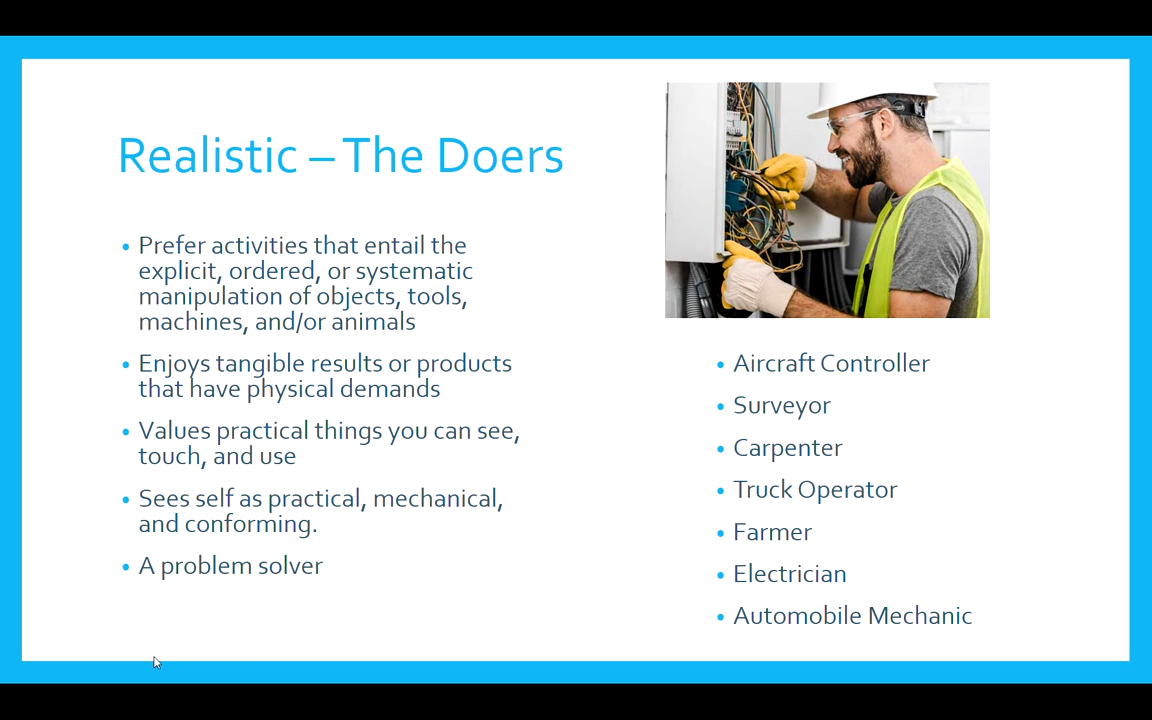 Realistic – The Doers
• Prefer activities that entail the
explicit, ordered, or systematic
manipulation of objects, tools,
machines, and/or animals
• Enjoys tangible results or products
that have physical demands
• Values practical things you can see,
touch, and use
• Sees self as practical, mechanical,
and conforming.
• A problem solver
• Aircraft Controller
• Surveyor
• Carpenter
• Truck Operator
• Farmer
• Electrician
• Automobile Mechanic